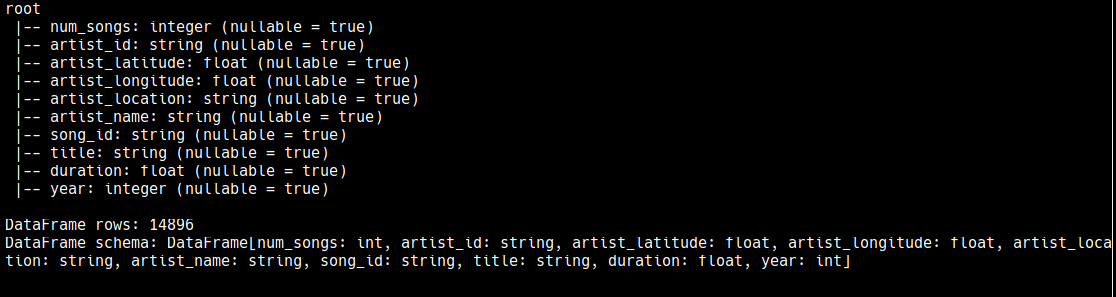 root
 |-- num_songs: integer (nullable = true)
 |-- artist_id: string (nullable = true)
 |-- artist_latitude: float (nullable = true)
 |-- artist_longitude: float (nullable = true)
 |-- artist_location: string (nullable = true)
 |-- artist_name: string (nullable = true)
 |-- song_id: string (nullable = true)
 |-- title: string (nullable = true)
 |-- duration: float (nullable = true)
 |-- year: integer (nullable = true)

DataFrame rows: 14896
DataFrame schema: DataFrame[num_songs: int, artist_id: string, artist_latitude: float, artist_longitude: float, artist_loca
tion: string, artist_name: string, song_id: string, title: string, duration: float, year: int]